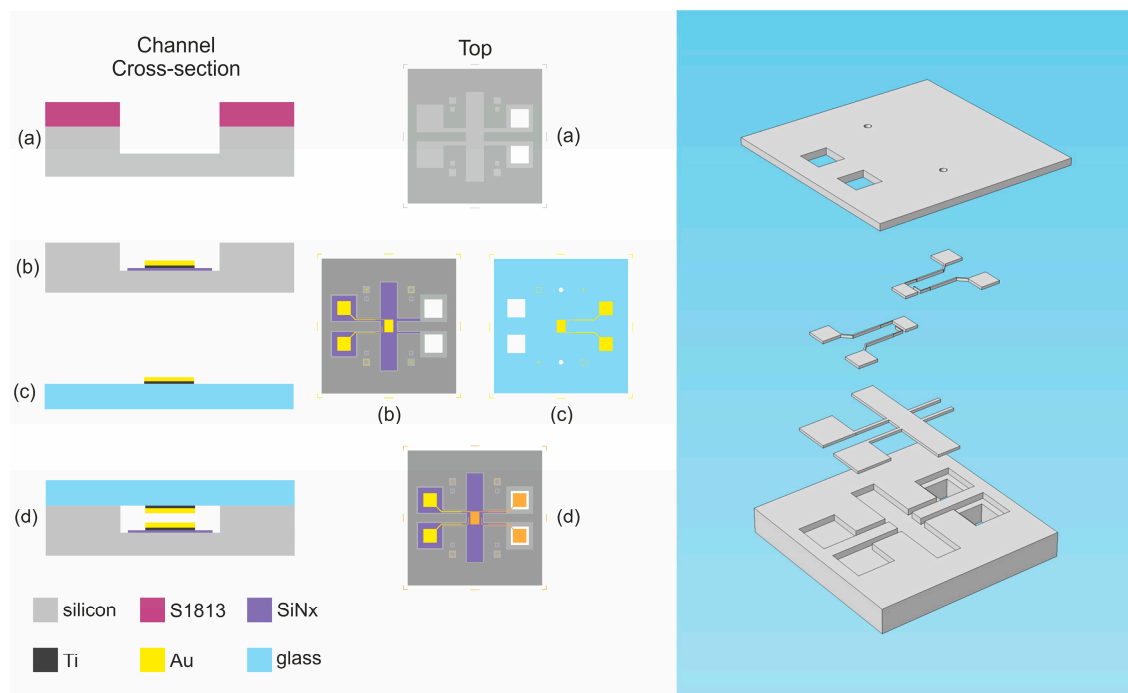 Channel
Cross-section
Top
(a)
(a)
(b)
(c)
(b)
(c)
(d)
(d)
silicon
S1813
SiNx
Ti
Au
glass